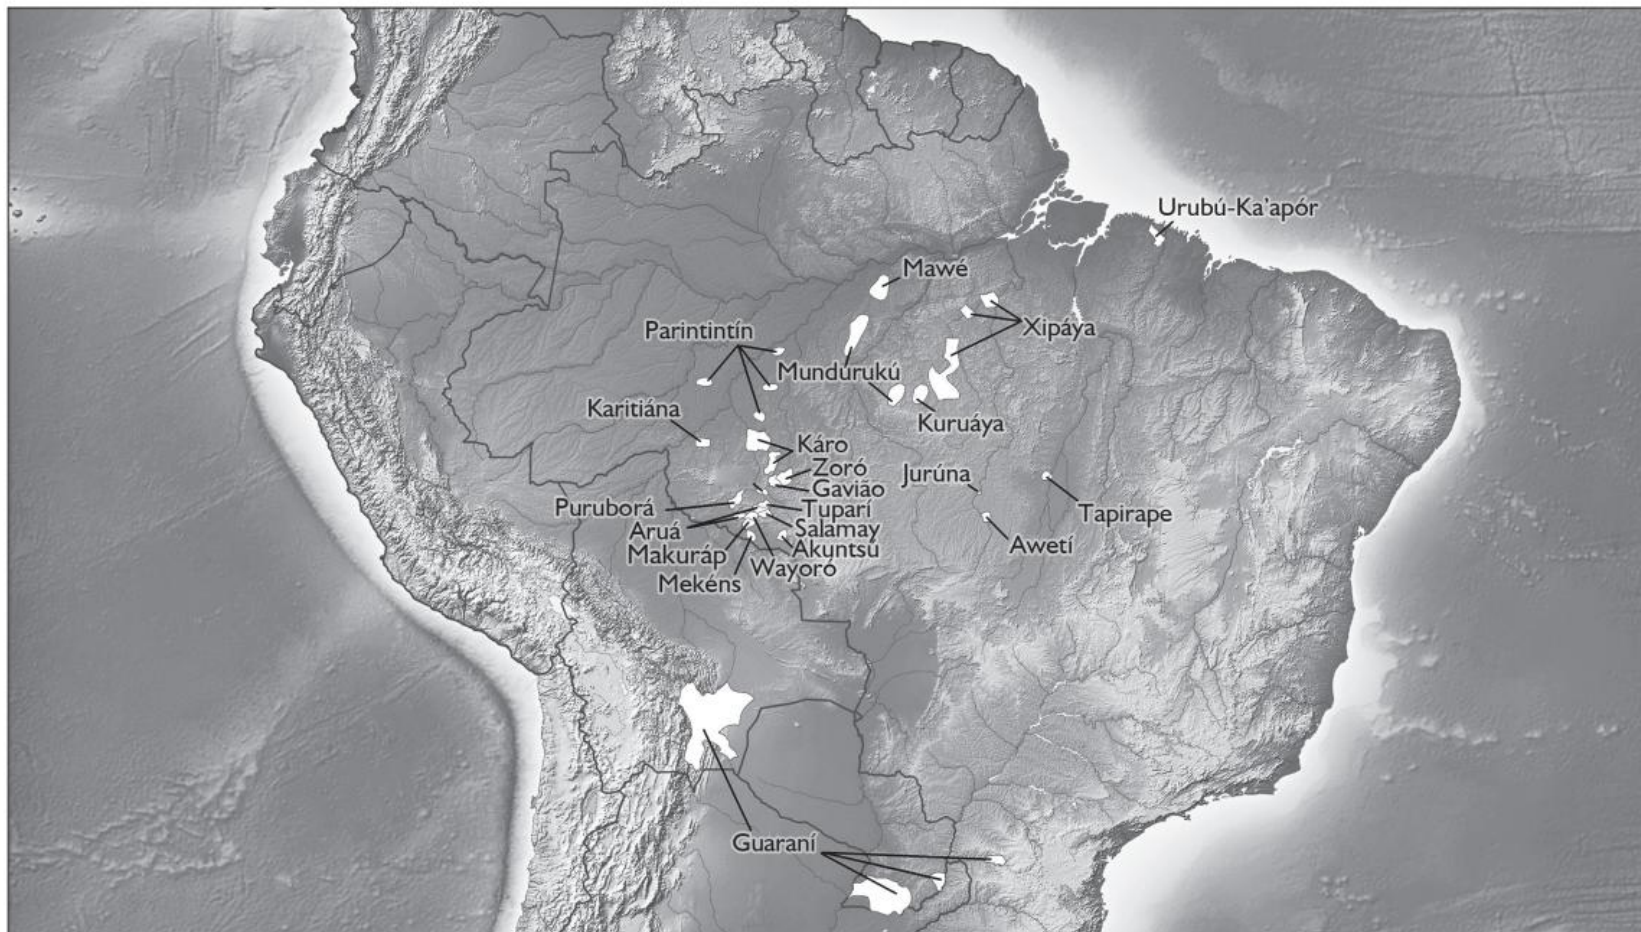 Urubú-Ka'apór
Mawé
Xipáya
Parintintín
Mundurukú
Karitiána
Kuruáya
Káro
Zoró
Jurúna
Gavião
Puruborá
Tuparí
Tapirape
Aruá
Salamay
Makuráp
Akuntsú
Awetí
Wayoró
Mekéns
Guaraní